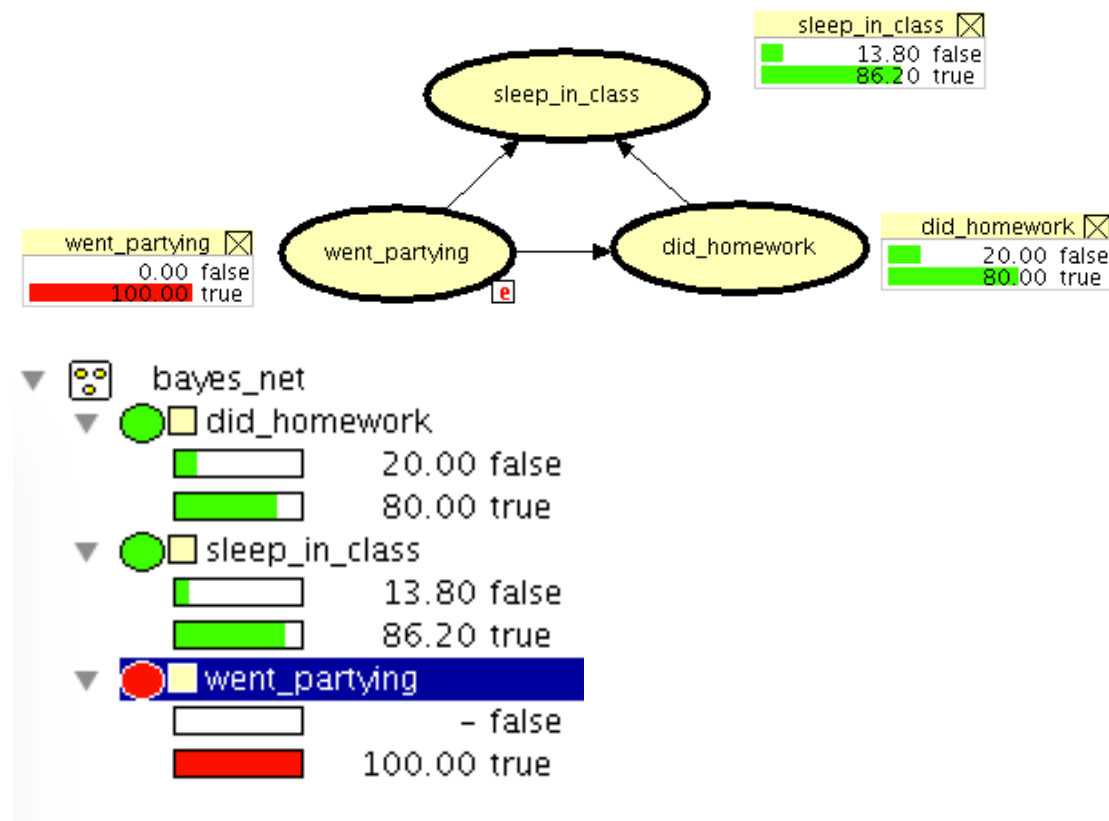 sleep_in_class
13.80 false
86.20 true
sleep_in_class
went_partying
0.00 false
100.00 true
went_partying
e
did_homework
did_homework
20.00 false
80.00 true
bayes_net
did_homework
20.00 false
80.00 true
sleep_in_class
13.80 false
86.20 true
went_partying
- false
100.00 true